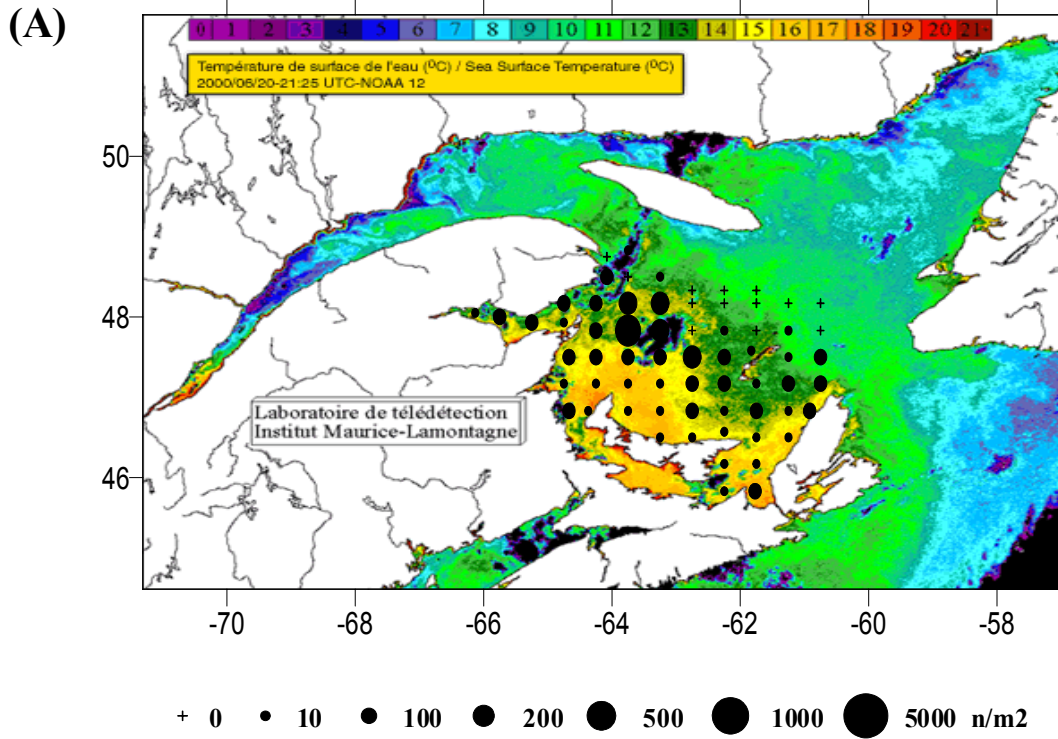 (A)
0 1 2 3 4 5 6 7 8 9 10 11 12 13 14 15 16 17 18 19 20 21+
Température de surface de l'eau (ºC) / Sea Surface Temperature (ºC)
2000/06/20-21:25 UTC-NOAA 12
50
48
Laboratoire de télédétection
Institut Maurice-Lamontagne
46
-70 -68 -66 -64 -62 -60 -58
+ 0 10 100 200 500 1000 5000 n/m2